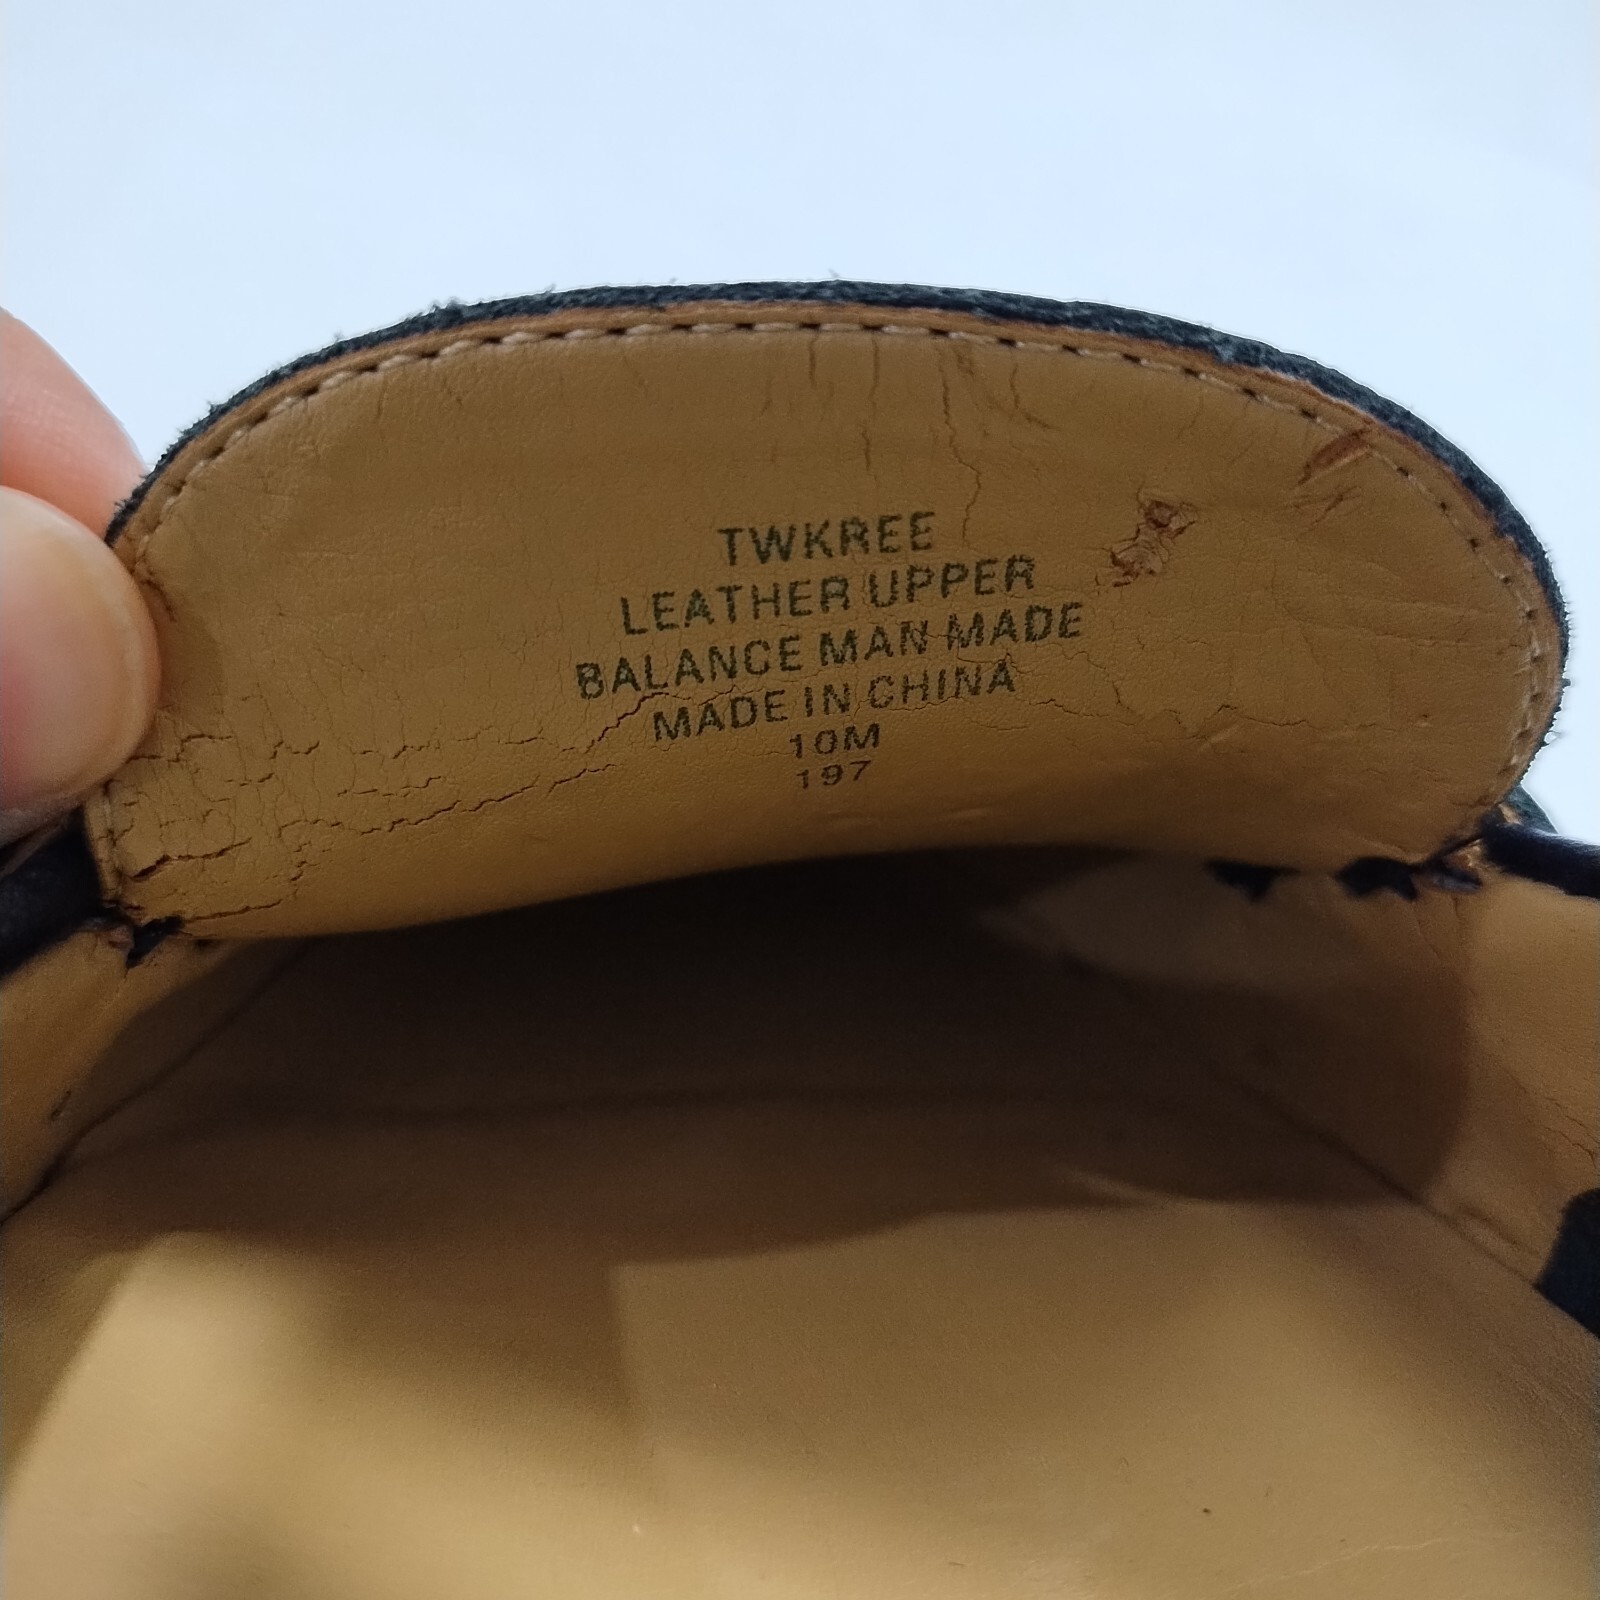 TWKREE
LEATHER UPPER
BALANCE MAN MADE
MADE IN CHINA
10M
197